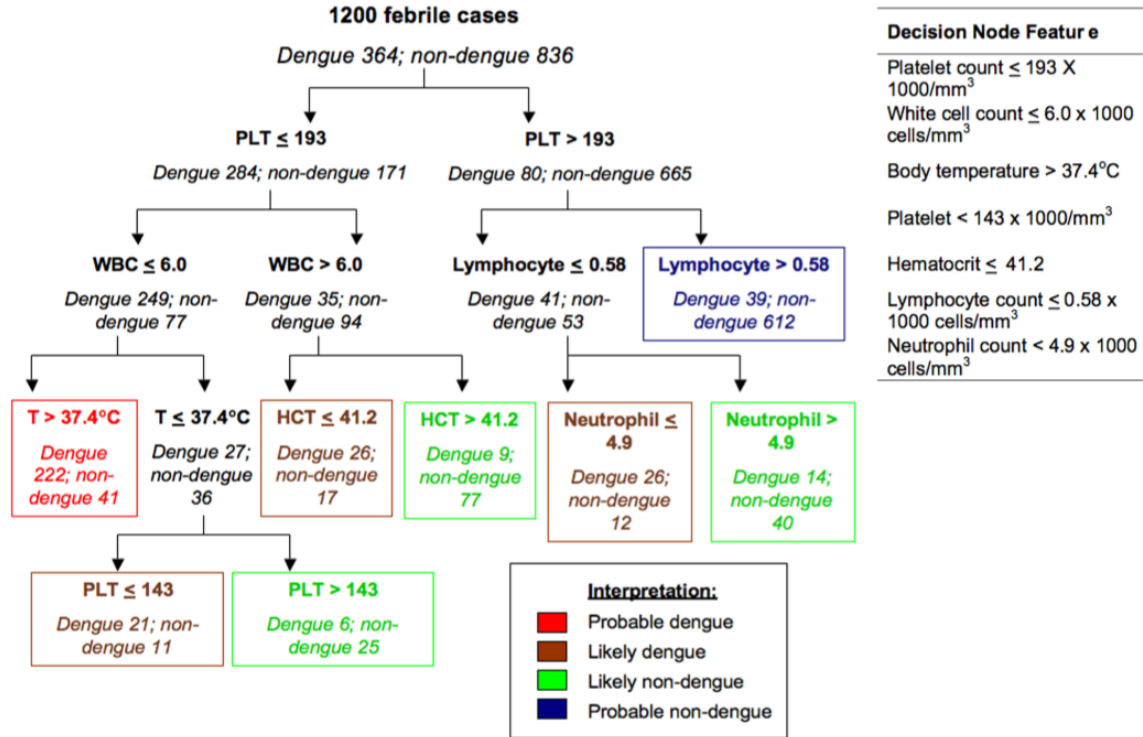 1200 febrile cases
Dengue 364; non-dengue 836
PLT ≤ 193
Dengue 284; non-dengue 171
PLT > 193
Dengue 80; non-dengue 665
WBC ≤ 6.0
Dengue 249; non-
dengue 77
WBC > 6.0
Dengue 35; non-
dengue 94
Lymphocyte ≤ 0.58
Dengue 41; non-
dengue 53
Lymphocyte > 0.58
Dengue 39; non-
dengue 612
T > 37.4°C
Dengue
222; non-
dengue 41
T ≤ 37.4°C
Dengue 27;
non-dengue
36
HCT ≤ 41.2
Dengue 26;
non-dengue
17
HCT > 41.2
Dengue 9;
non-dengue
77
Neutrophil ≤
4.9
Dengue 26;
non-dengue
12
Neutrophil >
4.9
Dengue 14;
non-dengue
40
PLT ≤ 143
Dengue 21; non-
dengue 11
PLT > 143
Dengue 6; non-
dengue 25
Interpretation:
Probable dengue
Likely dengue
Likely non-dengue
Probable non-dengue
Decision Node Feature
Platelet count ≤ 193 X
1000/mm³
White cell count ≤ 6.0 x 1000
cells/mm³
Body temperature > 37.4°C
Platelet < 143 x 1000/mm³
Hematocrit ≤ 41.2
Lymphocyte count ≤ 0.58 x
1000 cells/mm³
Neutrophil count < 4.9 x 1000
cells/mm³